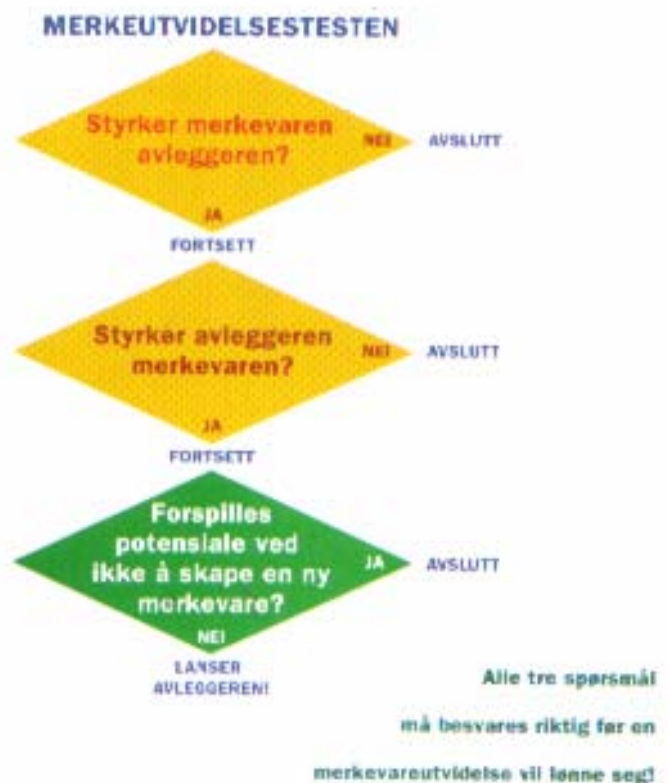 MERKEUTVIDELSESTESTEN
Styrker merkevaren
avleggeren?
NEI
AVSLUTT
JA
FORTSETT
Styrker avleggeren
merkevaren?
NEI
AVSLUTT
JA
FORTSETT
Forspilles
potensiale ved
ikke å skape en ny
merkevare?
JA
AVSLUTT
NEI
LANSER
AVLEGGEREN!
Alle tre spørsmål
må besvares riktig før en
merkevareutvidelse vil lønne seg!